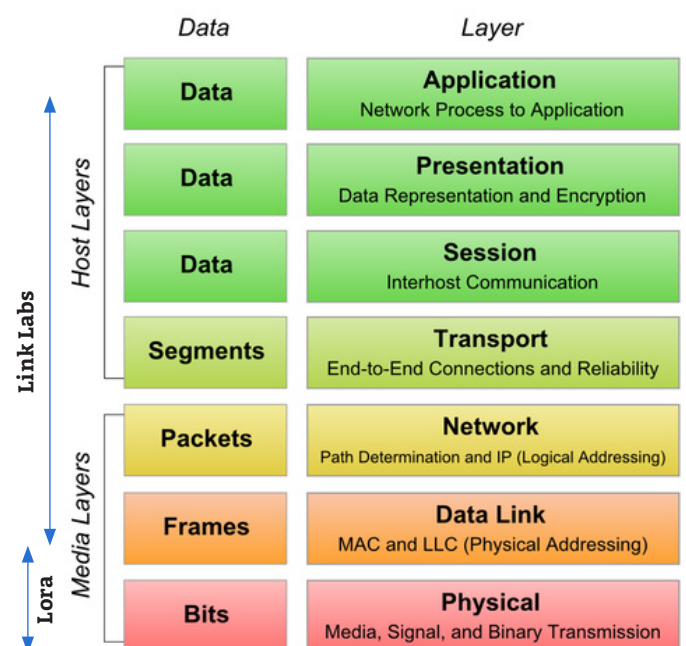 Data
Layer
Link Labs
Lora
Host Layers
Media Layers
Data
Application
Network Process to Application
Data
Presentation
Data Representation and Encryption
Data
Session
Interhost Communication
Segments
Transport
End-to-End Connections and Reliability
Packets
Network
Path Determination and IP (Logical Addressing)
Frames
Data Link
MAC and LLC (Physical Addressing)
Bits
Physical
Media, Signal, and Binary Transmission